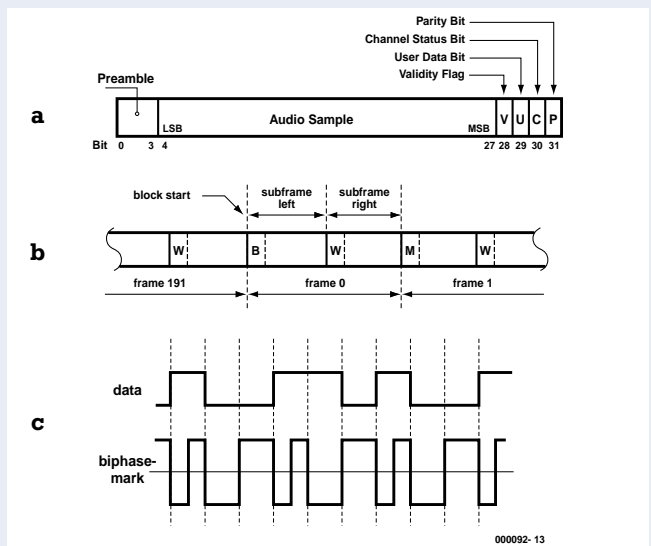 Parity Bit
Channel Status Bit
User Data Bit
Validity Flag
Preamble
a
LSB
Audio Sample
MSB
V U C P
Bit 0 3 4 27 28 29 30 31
block start
subframe
left
subframe
right
b
W B W M W
frame 191 frame 0 frame 1
data
c
biphase-
mark
000092- 13